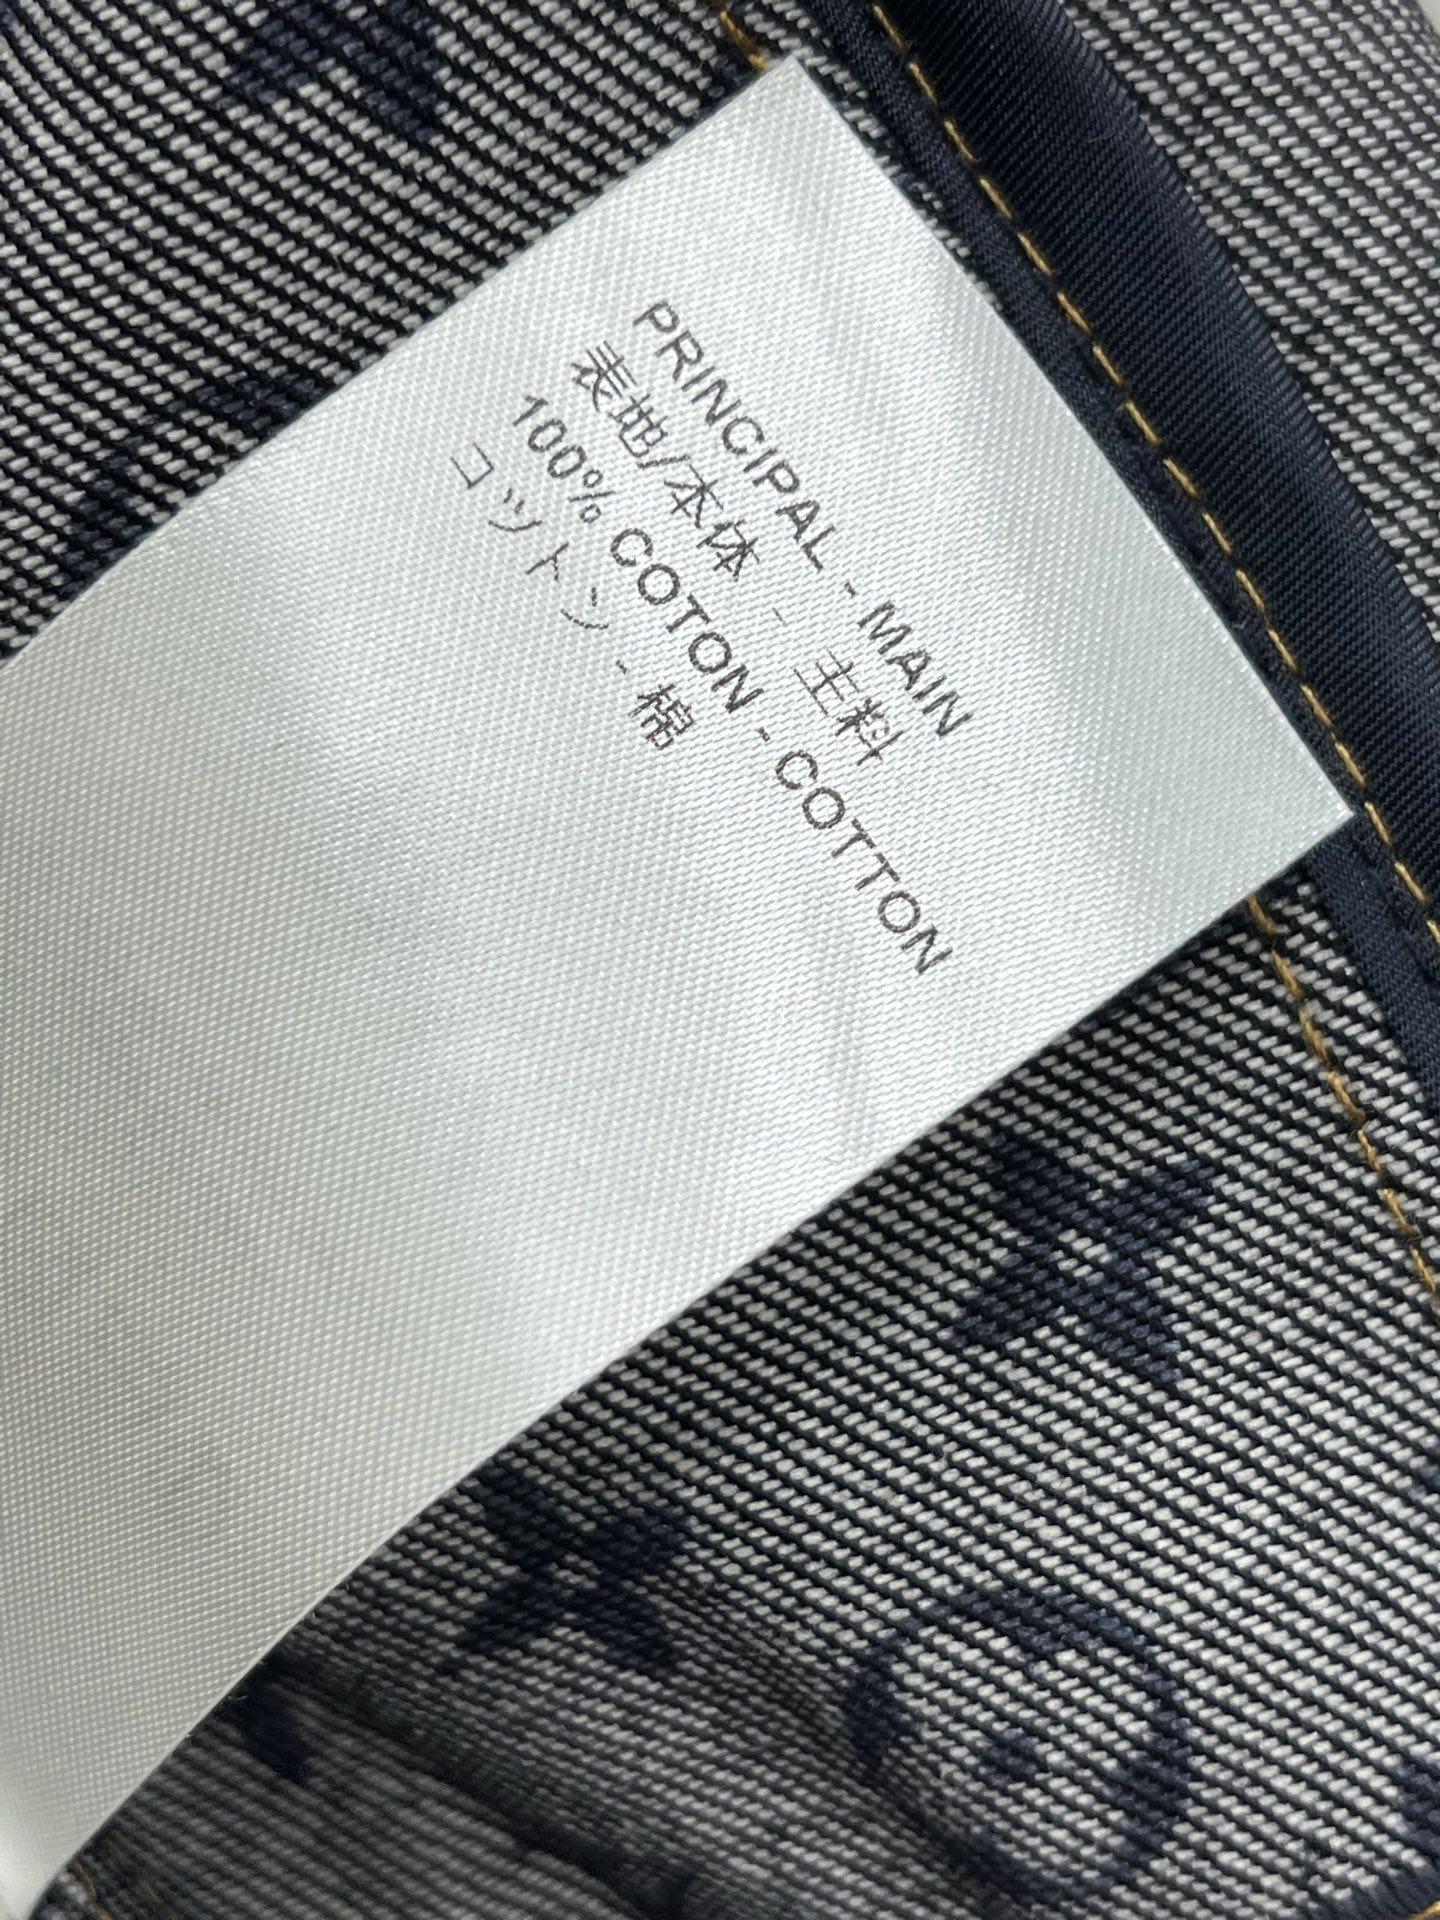 PRINCIPAL - MAIN
表地/本体 - 主料
100% COTON - COTTON
コットン - 棉